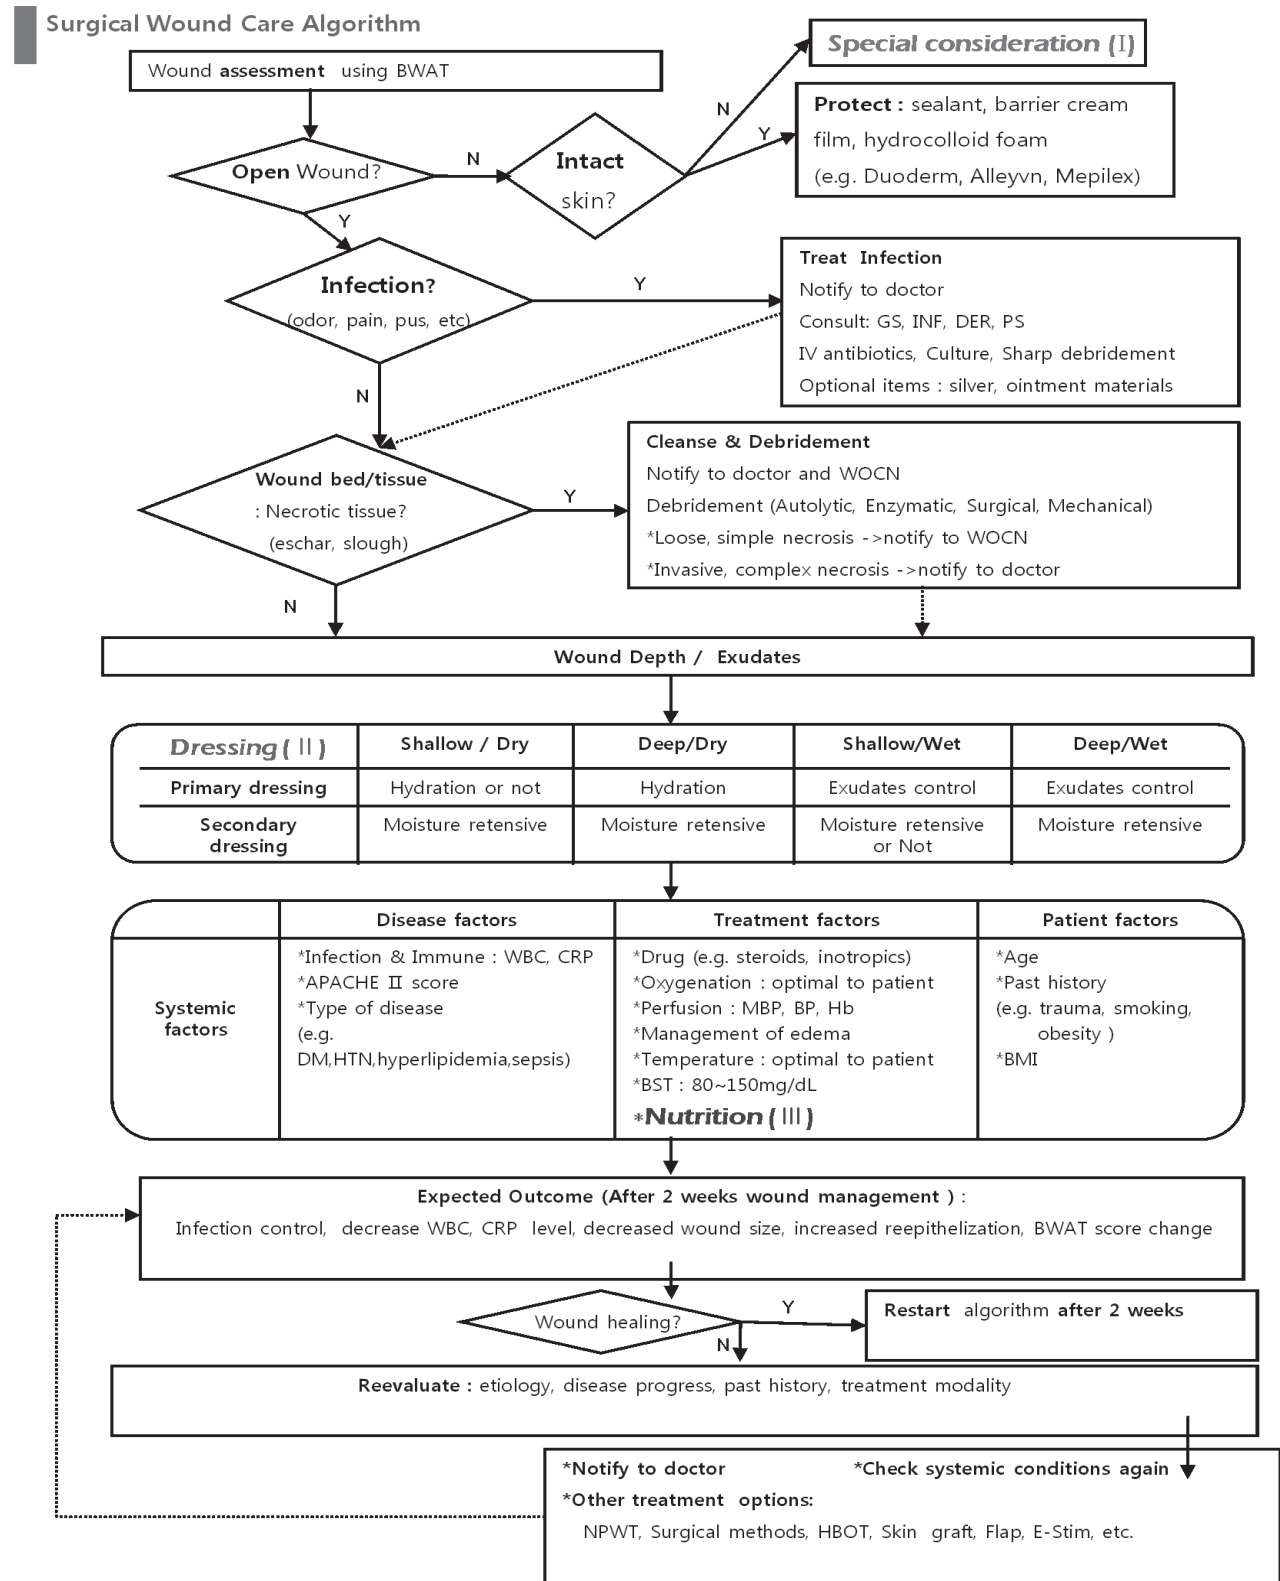 Surgical Wound Care Algorithm
Special consideration (I)
Wound assessment using BWAT
N
Protect : sealant, barrier cream
film, hydrocolloid foam
(e.g. Duoderm, Alleyvn, Mepilex)
Y
Open Wound?
N
Intact
skin?
Y
Infection?
(odor, pain, pus, etc)
Y
Treat Infection
Notify to doctor
Consult: GS, INF, DER, PS
IV antibiotics, Culture, Sharp debridement
Optional items : silver, ointment materials
N
Wound bed/tissue
: Necrotic tissue?
(eschar, slough)
Y
Cleanse & Debridement
Notify to doctor and WOCN
Debridement (Autolytic, Enzymatic, Surgical, Mechanical)
*Loose, simple necrosis ->notify to WOCN
*Invasive, complex necrosis ->notify to doctor
N
Wound Depth / Exudates
Dressing ( II ) Shallow / Dry Deep/Dry Shallow/Wet Deep/Wet
Primary dressing Hydration or not Hydration Exudates control Exudates control
Secondary
dressing
Moisture retensive
Moisture retensive
Moisture retensive
or Not
Moisture retensive
Disease factors Treatment factors Patient factors
Systemic
factors
*Infection & Immune : WBC, CRP
*APACHE II score
*Type of disease
(e.g.
DM,HTN,hyperlipidemia,sepsis)
*Drug (e.g. steroids, inotropics)
*Oxygenation : optimal to patient
*Perfusion : MBP, BP, Hb
*Management of edema
*Temperature : optimal to patient
*BST : 80~150mg/dL
*Nutrition ( III )
*Age
*Past history
(e.g. trauma, smoking,
obesity )
*BMI
Expected Outcome (After 2 weeks wound management ) :
Infection control, decrease WBC, CRP level, decreased wound size, increased reepithelization, BWAT score change
Wound healing?
Y
Restart algorithm after 2 weeks
N
Reevaluate : etiology, disease progress, past history, treatment modality
*Notify to doctor *Check systemic conditions again
*Other treatment options:
NPWT, Surgical methods, HBOT, Skin graft, Flap, E-Stim, etc.